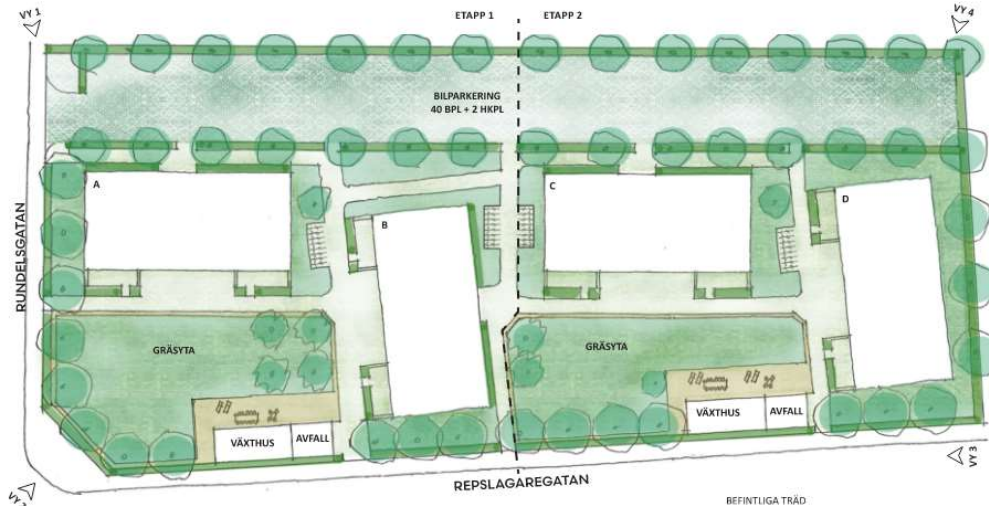 VY 1
ETAPP 1
ETAPP 2
VY 4
BILPARKERING
40 BPL + 2 HKPL
A
B
C
D
RUNDELSGATAN
GRÄSYTA
GRÄSYTA
VÄXTHUS
AVFALL
VÄXTHUS
AVFALL
VY 3
REPSLAGAREGATAN
VY
BEFINTLIGA TRÄD